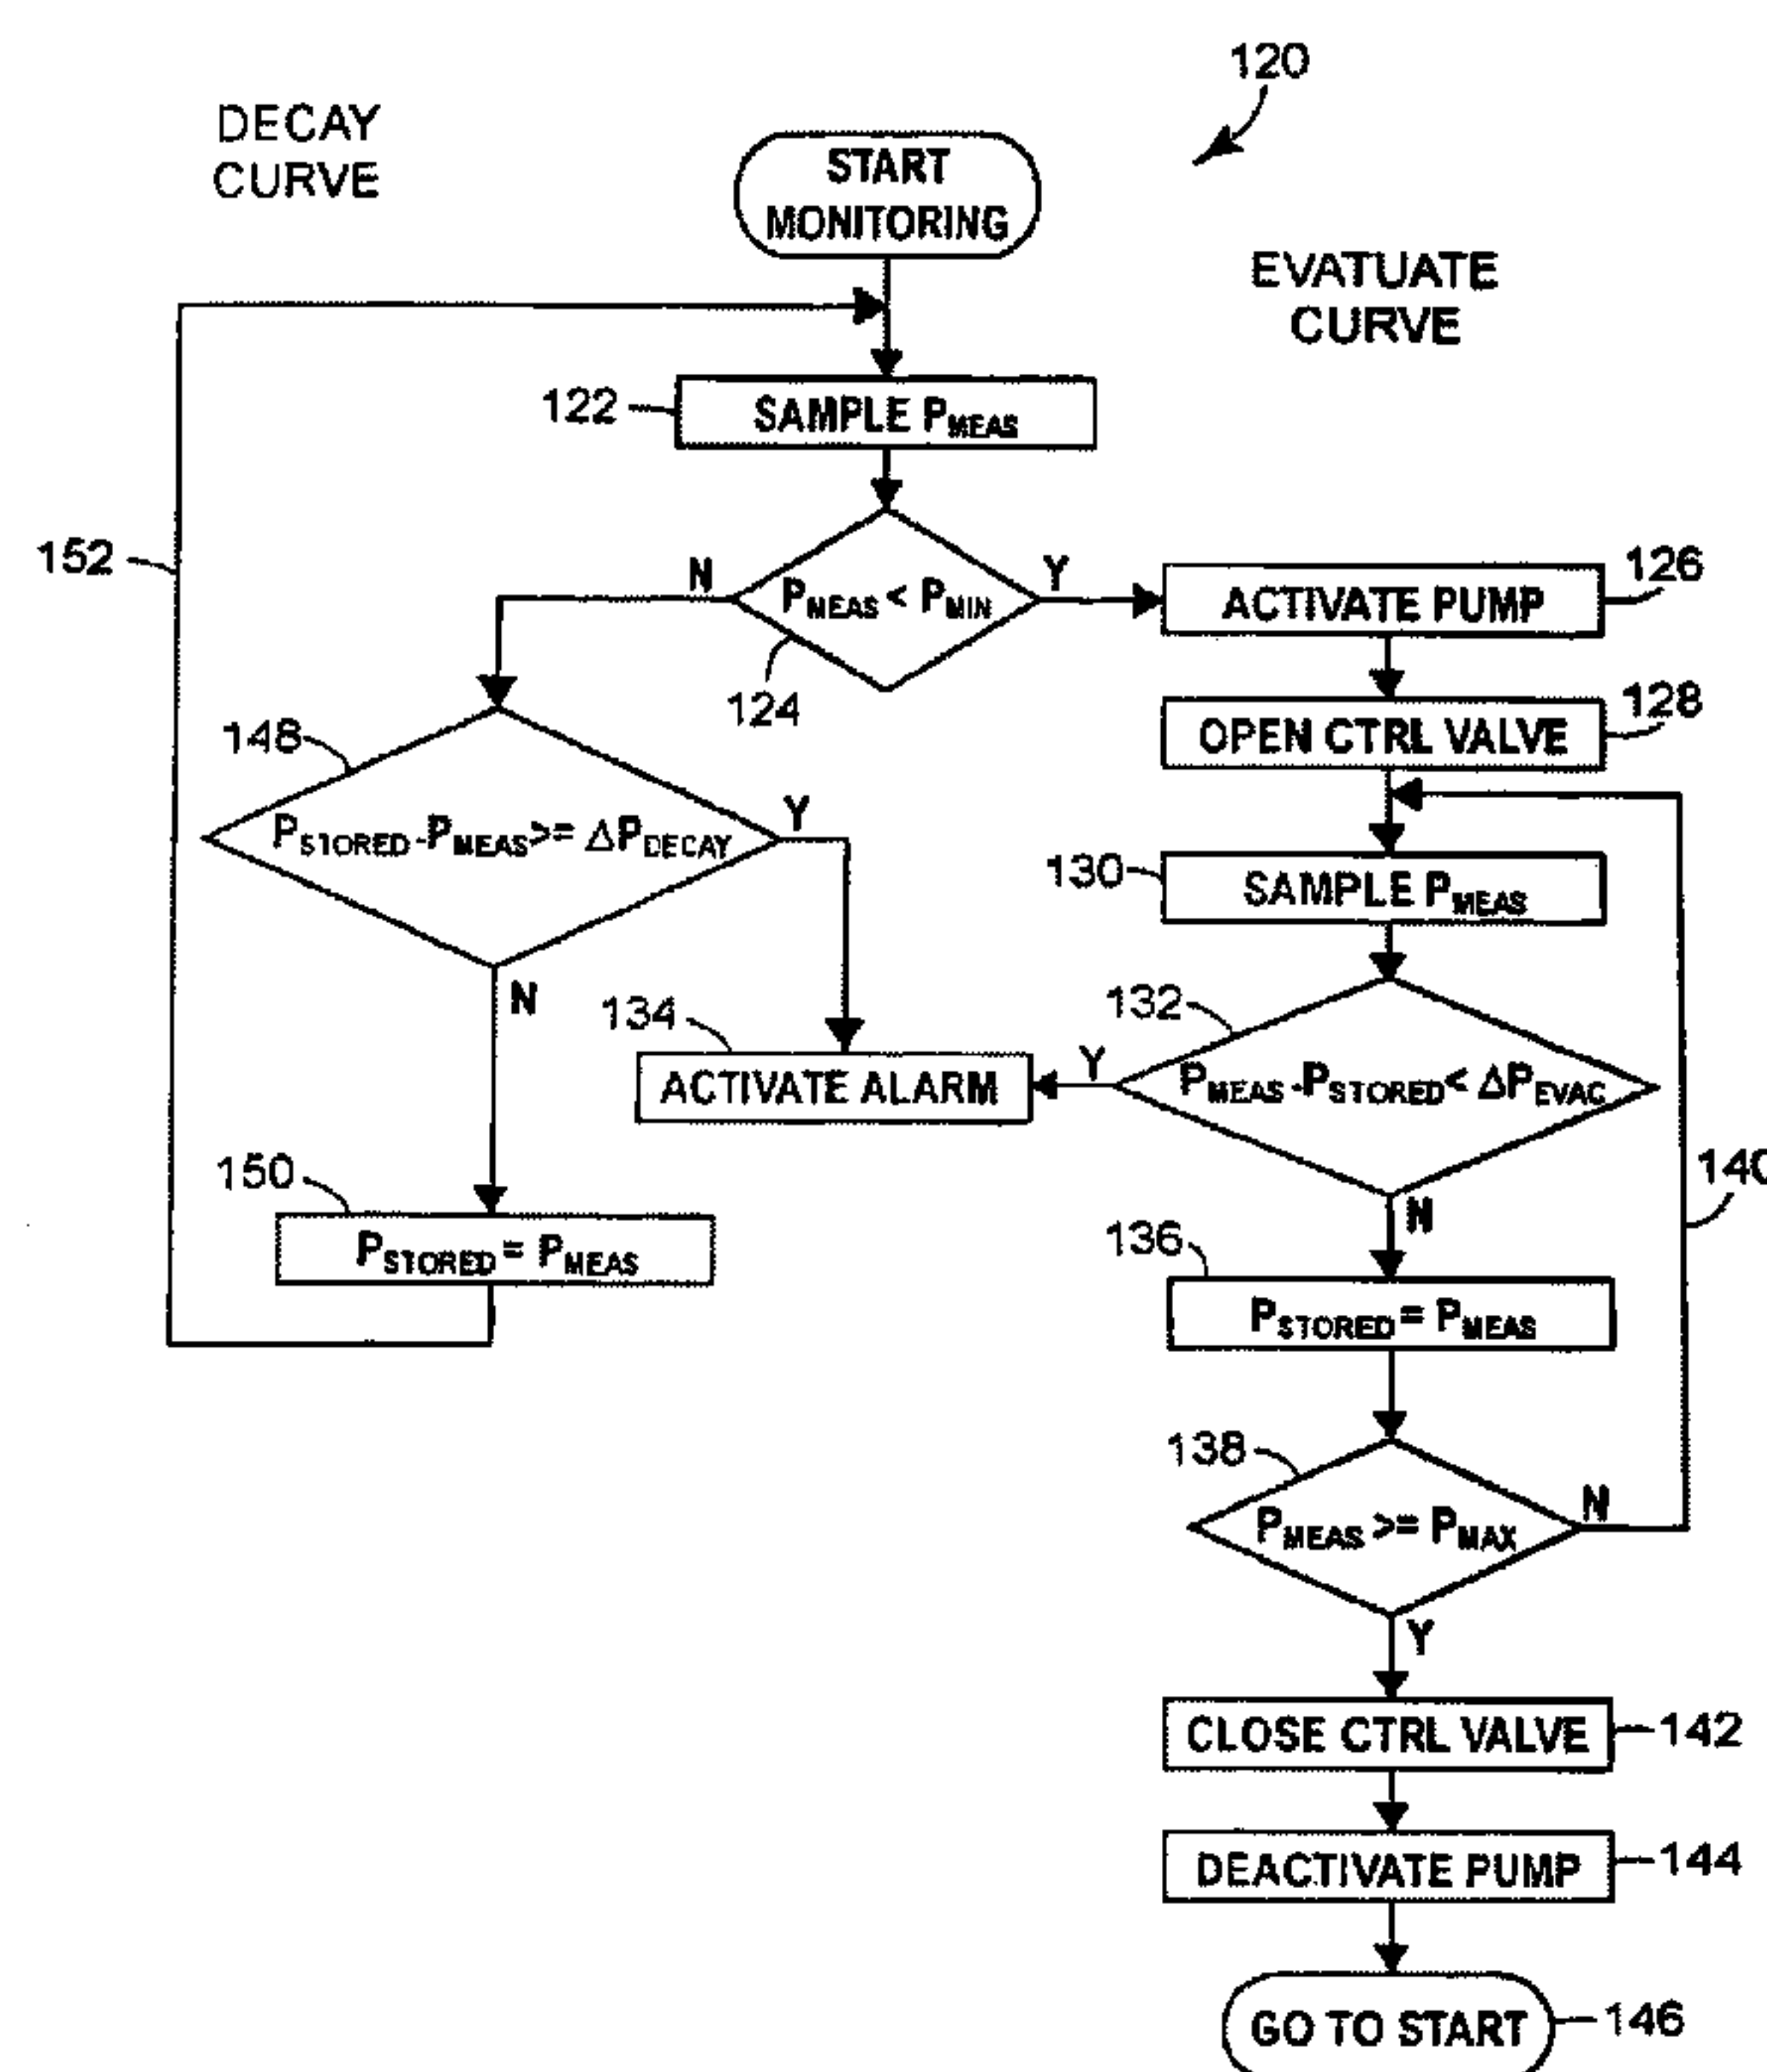 120
DECAY
CURVE
START
MONITORING
EVATUATE
CURVE
122
SAMPLE PMEAS
152
N
PMEAS < PMIN
Y
124
ACTIVATE PUMP
126
OPEN CTRL VALVE
128
148
PSTORED-PMEAS>= ΔPDECAY
Y
N
130
SAMPLE PMEAS
134
ACTIVATE ALARM
132
Y
PMEAS-PSTORED< ΔPEVAC
N
140
150
PSTORED = PMEAS
136
PSTORED = PMEAS
138
PMEAS >= PMAX
N
Y
CLOSE CTRL VALVE
142
DEACTIVATE PUMP
144
GO TO START
146